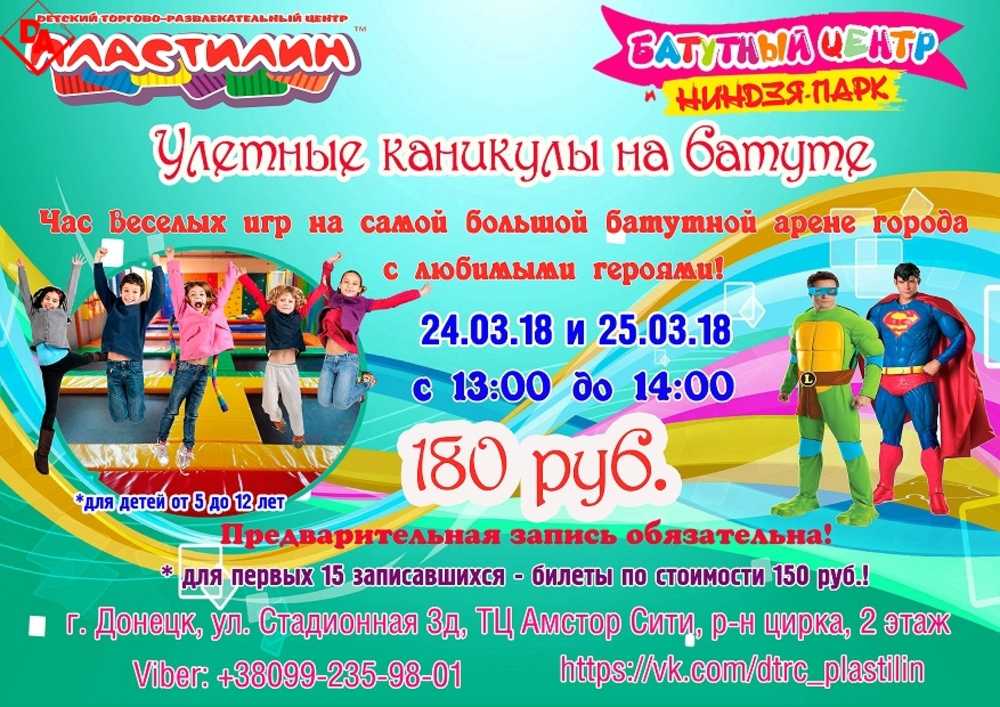 ДЕТСКИЙ ТОРГОВО-РАЗВЛЕКАТЕЛЬНЫЙ ЦЕНТР
DA
ПЛАСТИЛИН™
БАТУТНЫЙ ЦЕНТР
и НИНДЗЯ-ПАРК
Улетные каникулы на батуте
Час веселых игр на самой большой батутной арене города
с любимыми героями!
24.03.18 и 25.03.18
с 13:00 до 14:00
180 руб.
*для детей от 5 до 12 лет
Предварительная запись обязательна!
* для первых 15 записавшихся - билеты по стоимости 150 руб.!
г. Донецк, ул. Стадионная 3д, ТЦ Амстор Сити, р-н цирка, 2 этаж
Viber: +38099-235-98-01
https://vk.com/dtrc_plastilin
L